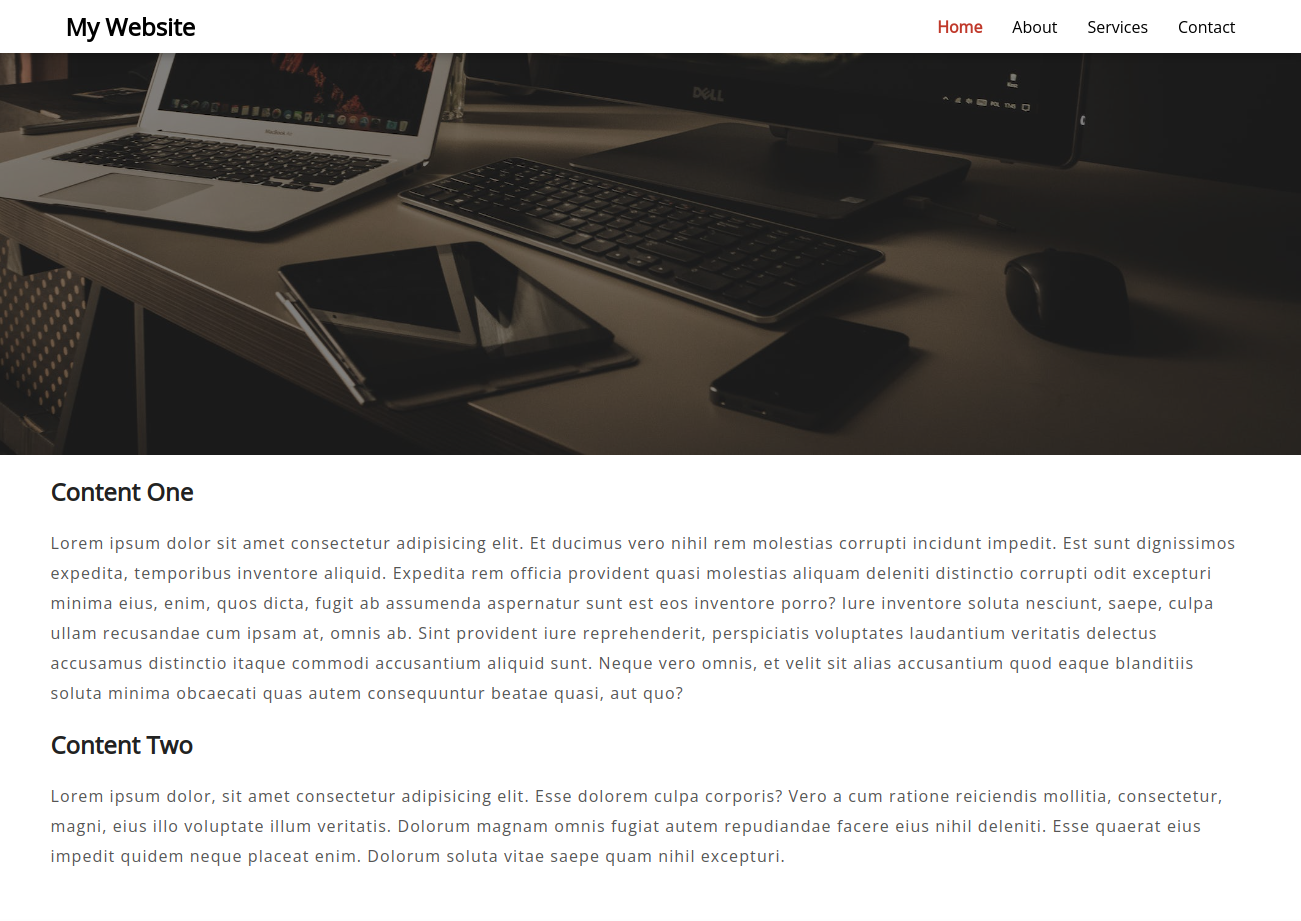 My Website
Home About Services Contact
DELL
MacBook Air
Content One
Lorem ipsum dolor sit amet consectetur adipisicing elit. Et ducimus vero nihil rem molestias corrupti incidunt impedit. Est sunt dignissimos
expedita, temporibus inventore aliquid. Expedita rem officia provident quasi molestias aliquam deleniti distinctio corrupti odit excepturi
minima eius, enim, quos dicta, fugit ab assumenda aspernatur sunt est eos inventore porro? Iure inventore soluta nesciunt, saepe, culpa
ullam recusandae cum ipsam at, omnis ab. Sint provident iure reprehenderit, perspiciatis voluptates laudantium veritatis delectus
accusamus distinctio itaque commodi accusantium aliquid sunt. Neque vero omnis, et velit sit alias accusantium quod eaque blanditiis
soluta minima obcaecati quas autem consequuntur beatae quasi, aut quo?
Content Two
Lorem ipsum dolor, sit amet consectetur adipisicing elit. Esse dolorem culpa corporis? Vero a cum ratione reiciendis mollitia, consectetur,
magni, eius illo voluptate illum veritatis. Dolorum magnam omnis fugiat autem repudiandae facere eius nihil deleniti. Esse quaerat eius
impedit quidem neque placeat enim. Dolorum soluta vitae saepe quam nihil excepturi.